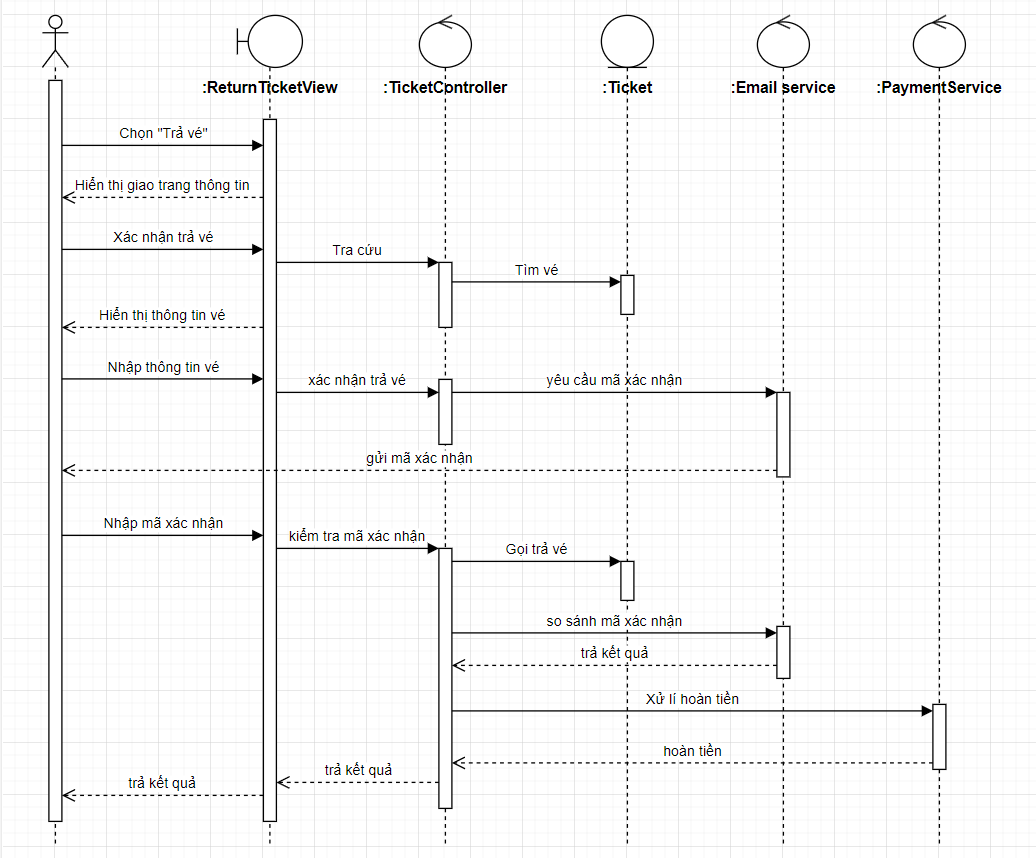 :ReturnTicketView
:TicketController
:Ticket
:Email service
:PaymentService
Chọn "Trả vé"
Hiển thị giao trang thông tin
Xác nhận trả vé
Tra cứu
Tìm vé
Hiển thị thông tin vé
Nhập thông tin vé
xác nhận trả vé
yêu cầu mã xác nhận
gửi mã xác nhận
Nhập mã xác nhận
kiểm tra mã xác nhận
Gọi trả vé
so sánh mã xác nhận
trả kết quả
Xử lí hoàn tiền
hoàn tiền
trả kết quả
trả kết quả